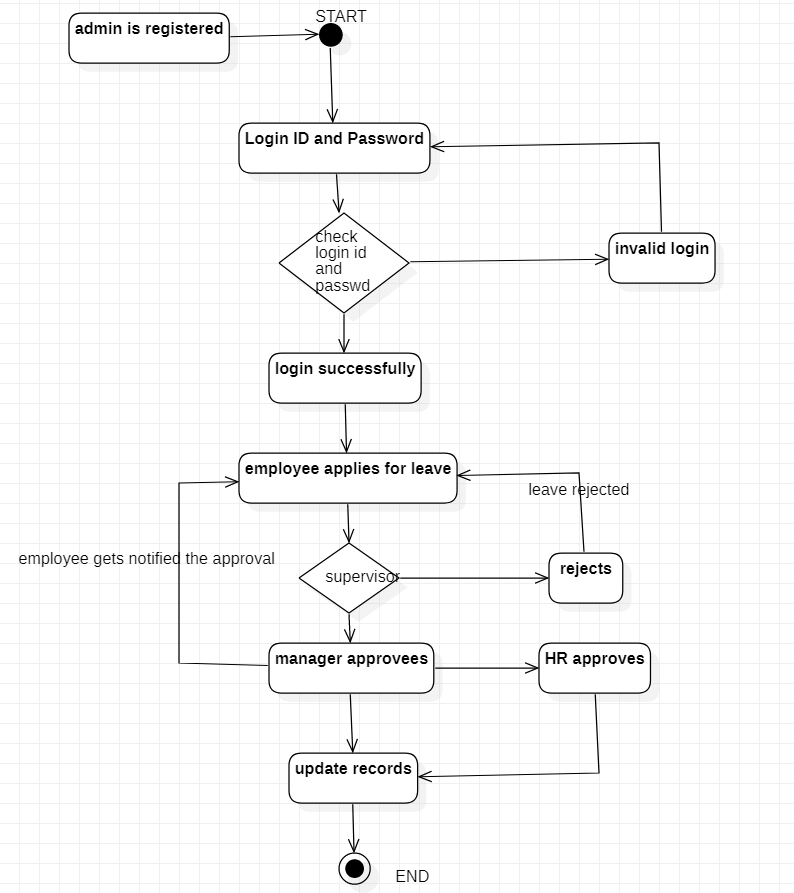 START
admin is registered
Login ID and Password
check
login id
and
passwd
invalid login
login successfully
employee applies for leave
leave rejected
employee gets notified the approval
supervisor
rejects
manager approvees
HR approves
update records
END